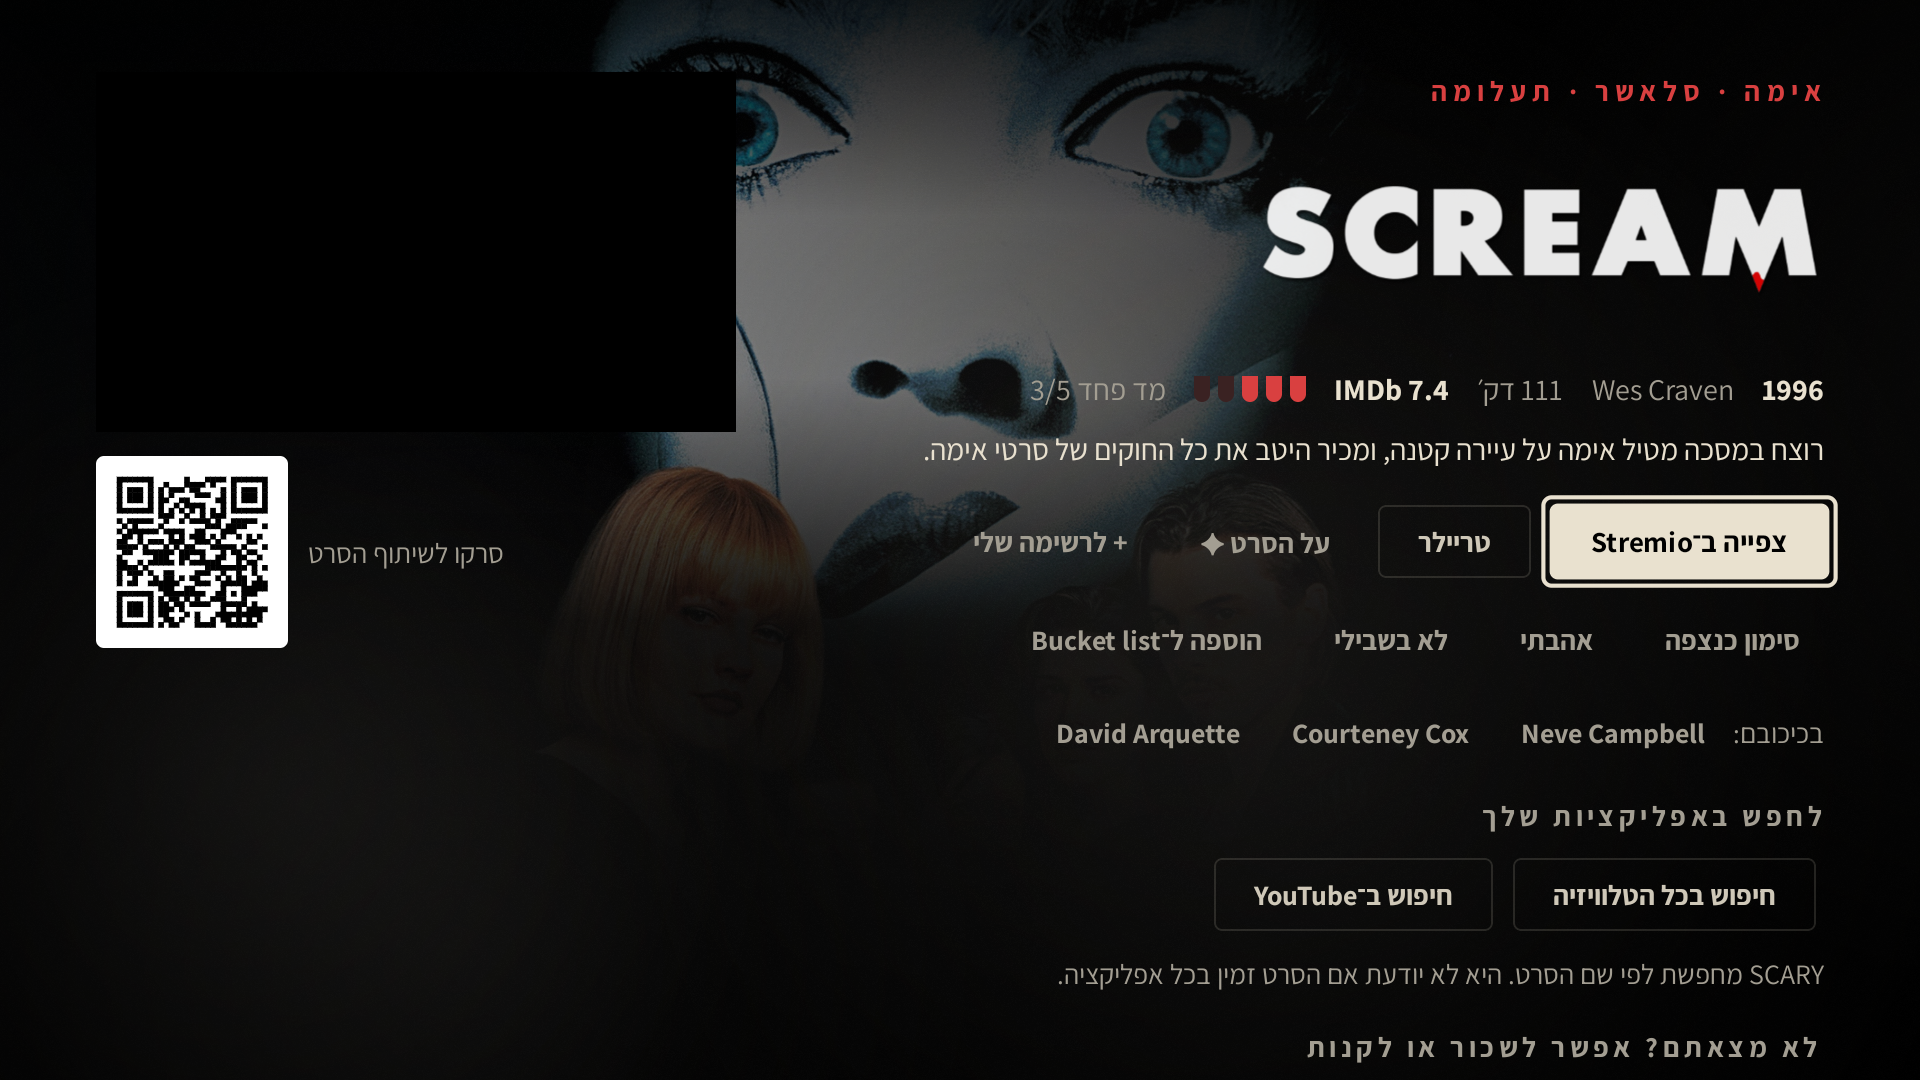 אימה · סלאשר · תעלומה
SCREAM
1996 Wes Craven 111 דק׳ IMDb 7.4 מד פחד 3/5
רוצח במסכה מטיל אימה על עיירה קטנה, ומכיר היטב את כל החוקים של סרטי אימה.
צפייה ב־Stremio טריילר על הסרט ✦ + לרשימה שלי
סרקו לשיתוף הסרט
סימון כנצפה אהבתי לא בשבילי הוספה ל־Bucket list
בכיכובם: Neve Campbell Courteney Cox David Arquette
לחפש באפליקציות שלך
חיפוש בכל הטלוויזיה חיפוש ב־YouTube
SCARY מחפשת לפי שם הסרט. היא לא יודעת אם הסרט זמין בכל אפליקציה.
לא מצאתם? אפשר לשכור או לקנות